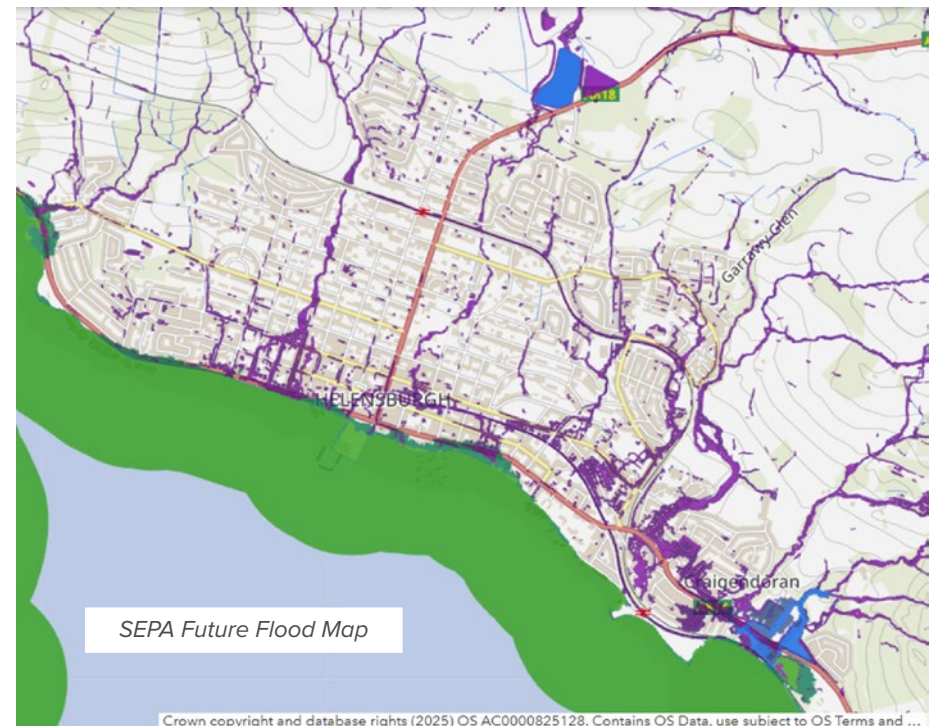 A818
Garrawy Glen
HELENSBURGH
Craigendoran
SEPA Future Flood Map
Crown copyright and database rights (2025) OS AC0000825128. Contains OS Data, use subject to OS Terms and ...